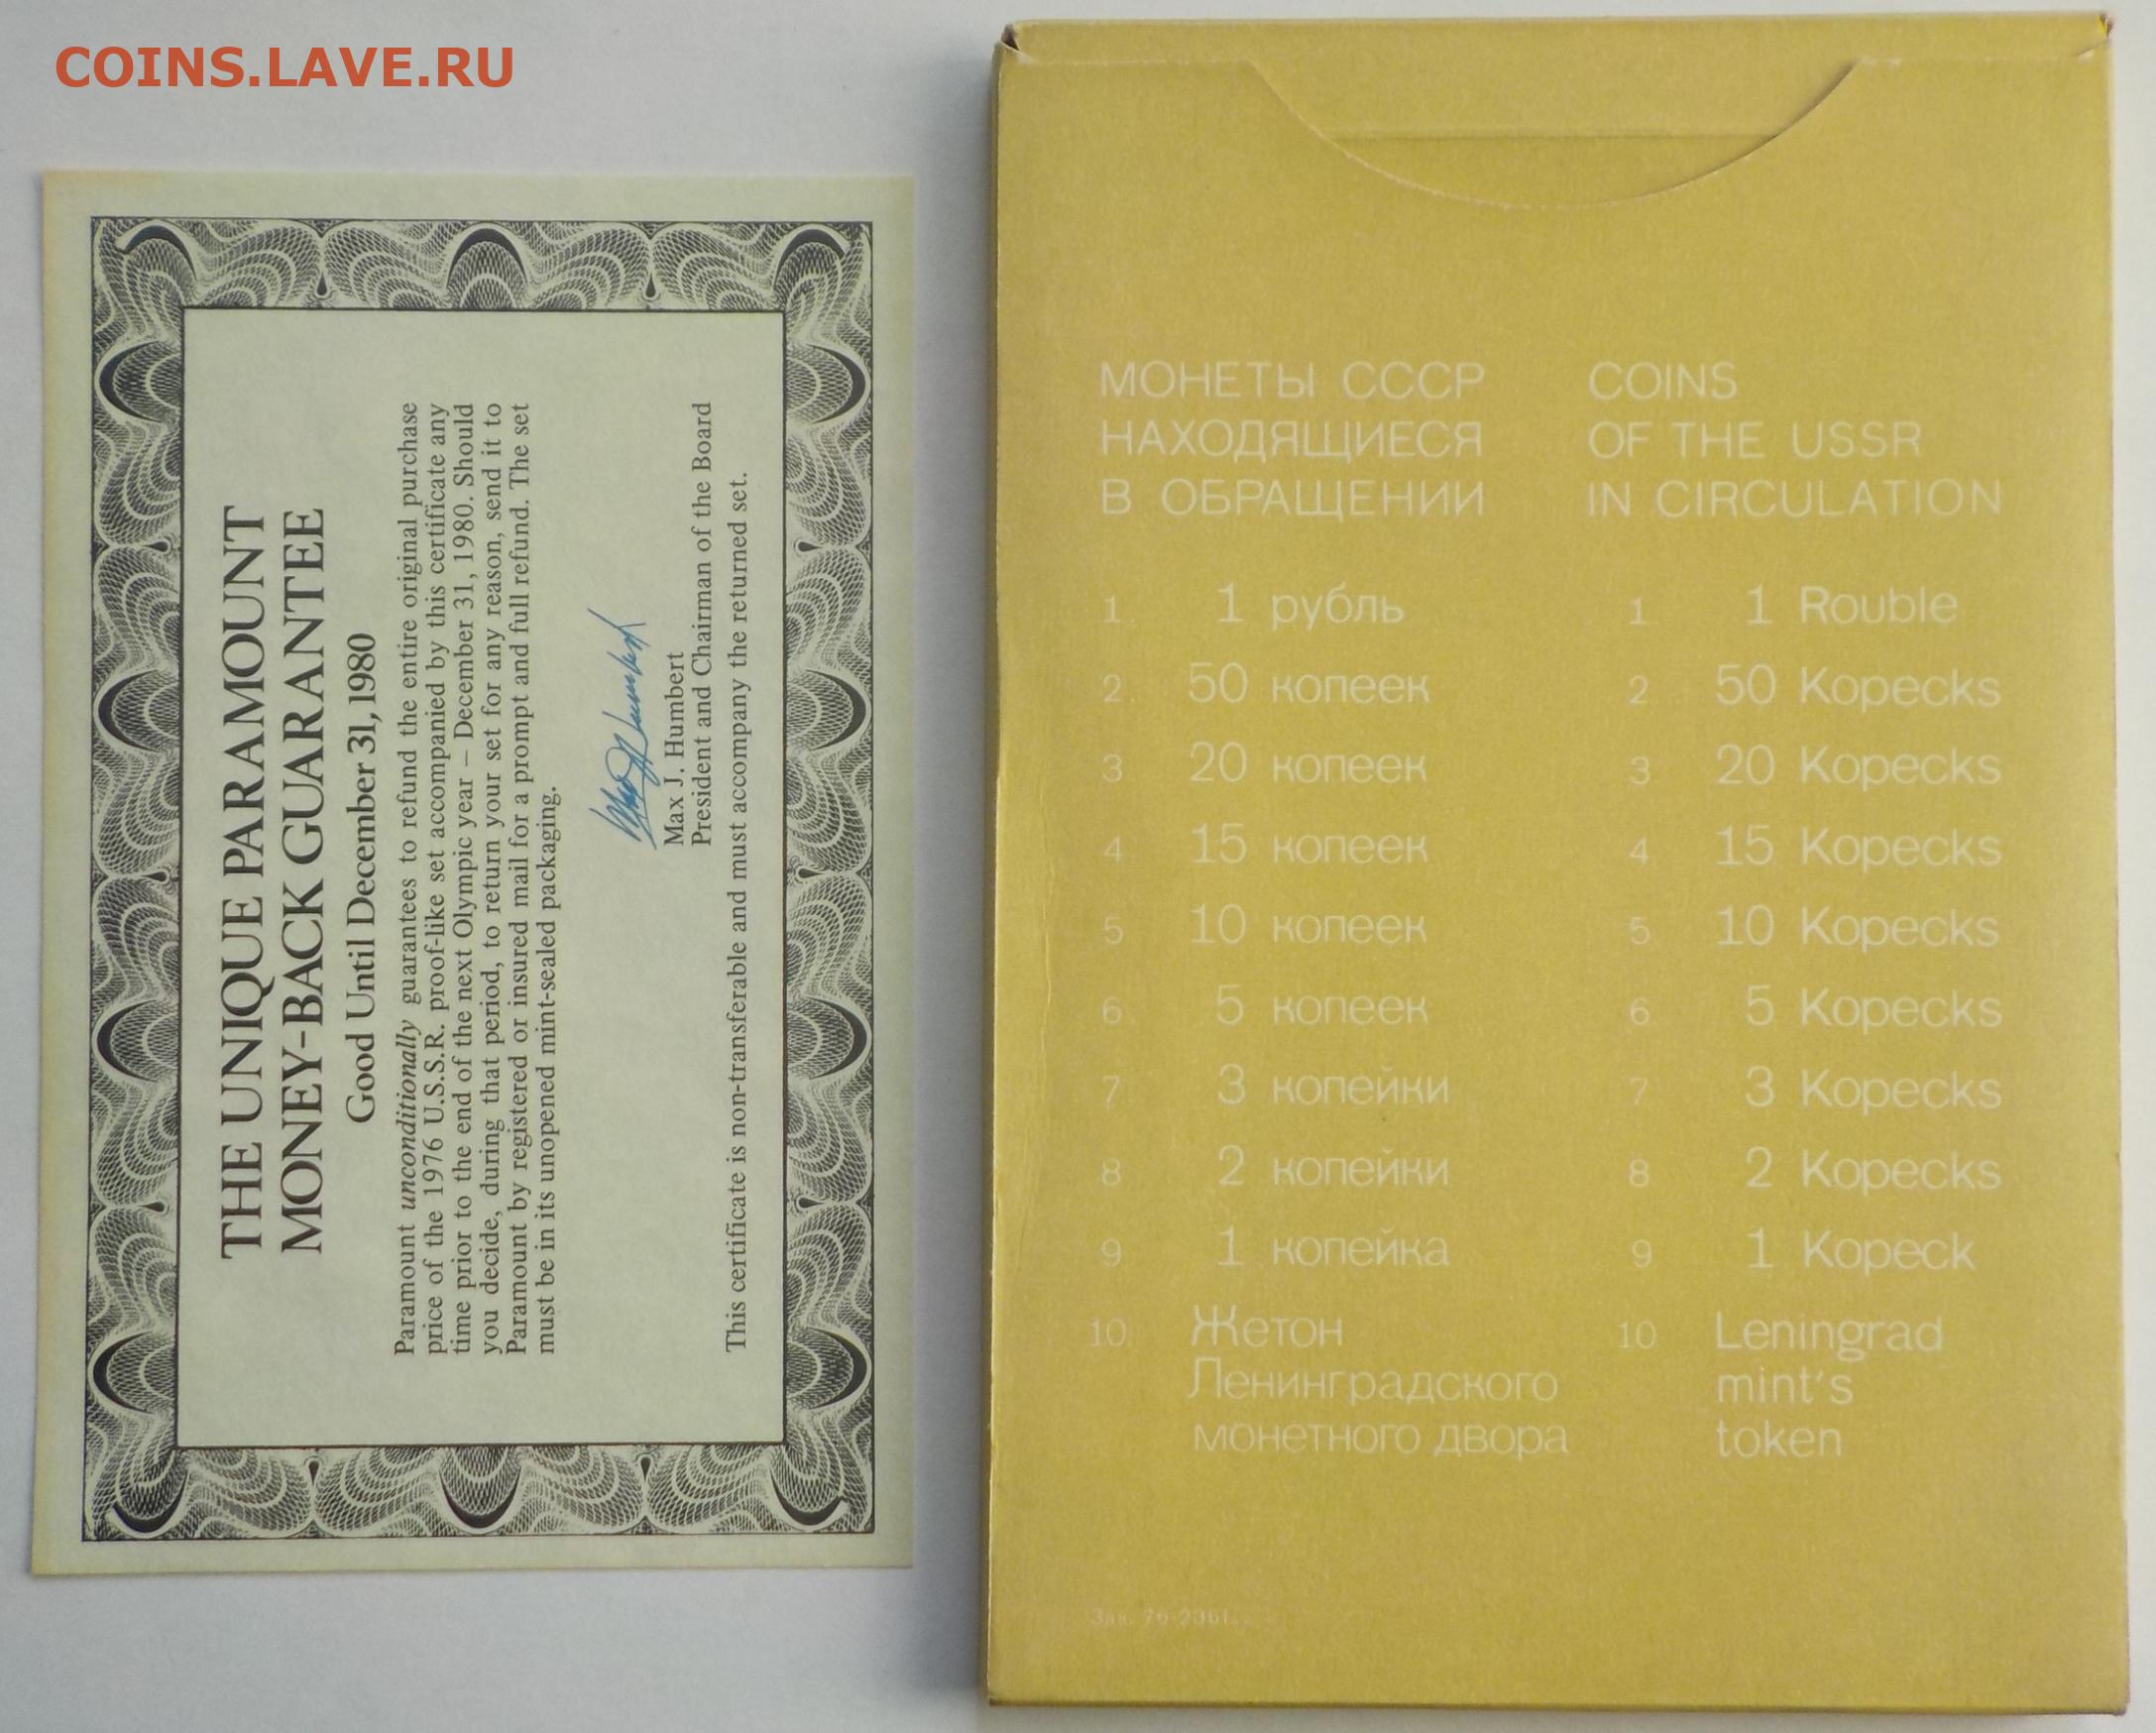 COINS.LAVE.RU
THE UNIQUE PARAMOUNT
MONEY-BACK GUARANTEE
Good Until December 31, 1980
Paramount unconditionally guarantees to refund the entire original purchase
price of the 1976 U.S.S.R. proof-like set accompanied by this certificate any
time prior to the end of the next Olympic year – December 31, 1980. Should
you decide, during that period, to return your set for any reason, send it to
Paramount by registered or insured mail for a prompt and full refund. The set
must be in its unopened mint-sealed packaging.
Max J. Humbert
President and Chairman of the Board
This certificate is non-transferable and must accompany the returned set.
МОНЕТЫ СССР
НАХОДЯЩИЕСЯ
В ОБРАЩЕНИИ
1 1 рубль
2 50 копеек
3 20 копеек
4 15 копеек
5 10 копеек
6 5 копеек
7 3 копейки
8 2 копейки
9 1 копейка
10 Жетон
Ленинградского
монетного двора
COINS
OF THE USSR
IN CIRCULATION
1 1 Rouble
2 50 Kopecks
3 20 Kopecks
4 15 Kopecks
5 10 Kopecks
6 5 Kopecks
7 3 Kopecks
8 2 Kopecks
9 1 Kopeck
10 Leningrad
mint's
token
Зак.